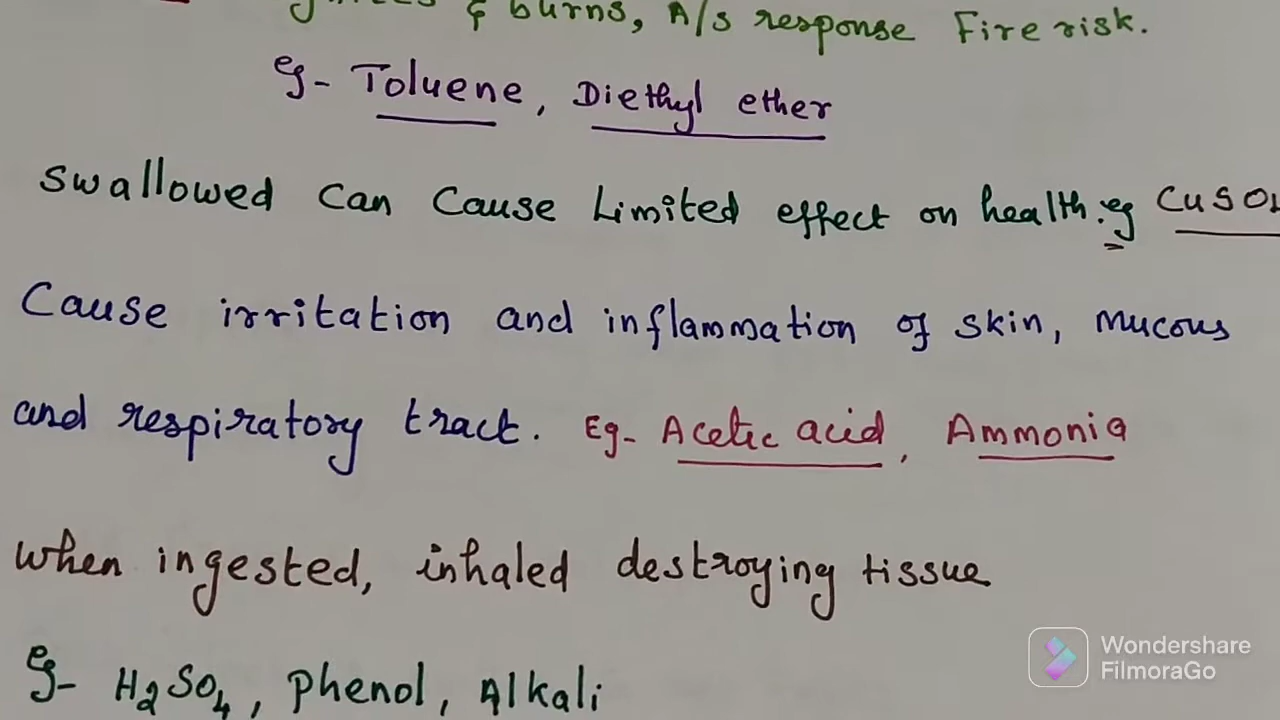 & burns, A/s response Fire risk.
eg- Toluene, Diethyl ether
swallowed can cause Limited effect on health. eg CuSO4
Cause irritation and inflammation of skin, mucous
and respiratory tract. Eg- Acetic acid, Ammonia
when ingested, inhaled destroying tissue
eg- H2SO4, phenol, Alkali
Wondershare
FilmoraGo